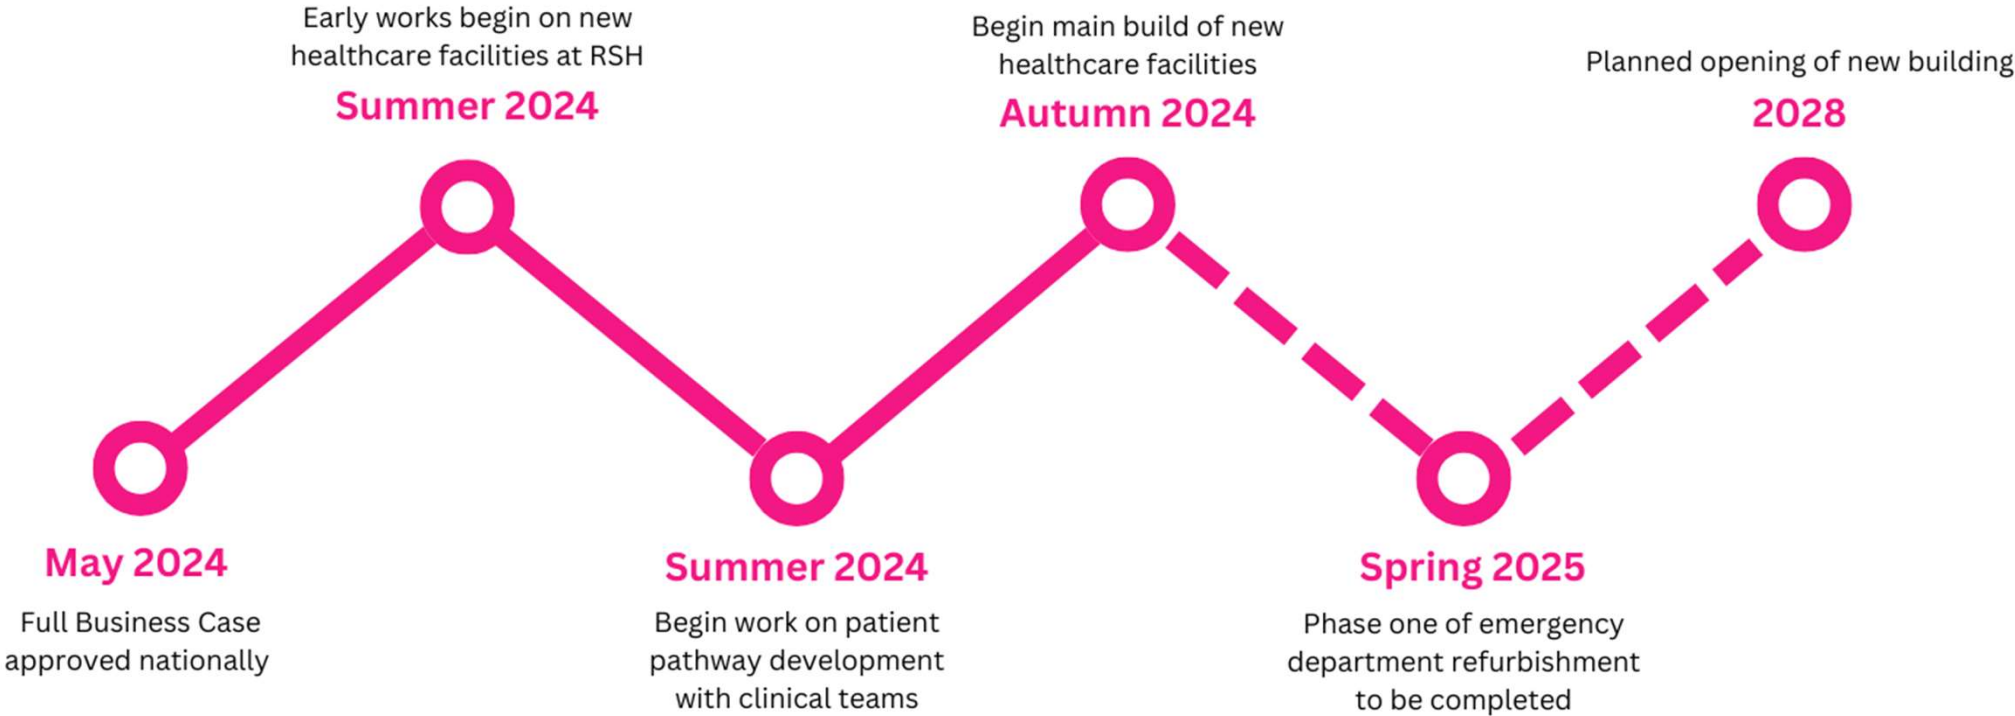 Early works begin on new
healthcare facilities at RSH
Summer 2024
Begin main build of new
healthcare facilities
Autumn 2024
Planned opening of new building
2028
May 2024
Full Business Case
approved nationally
Summer 2024
Begin work on patient
pathway development
with clinical teams
Spring 2025
Phase one of emergency
department refurbishment
to be completed